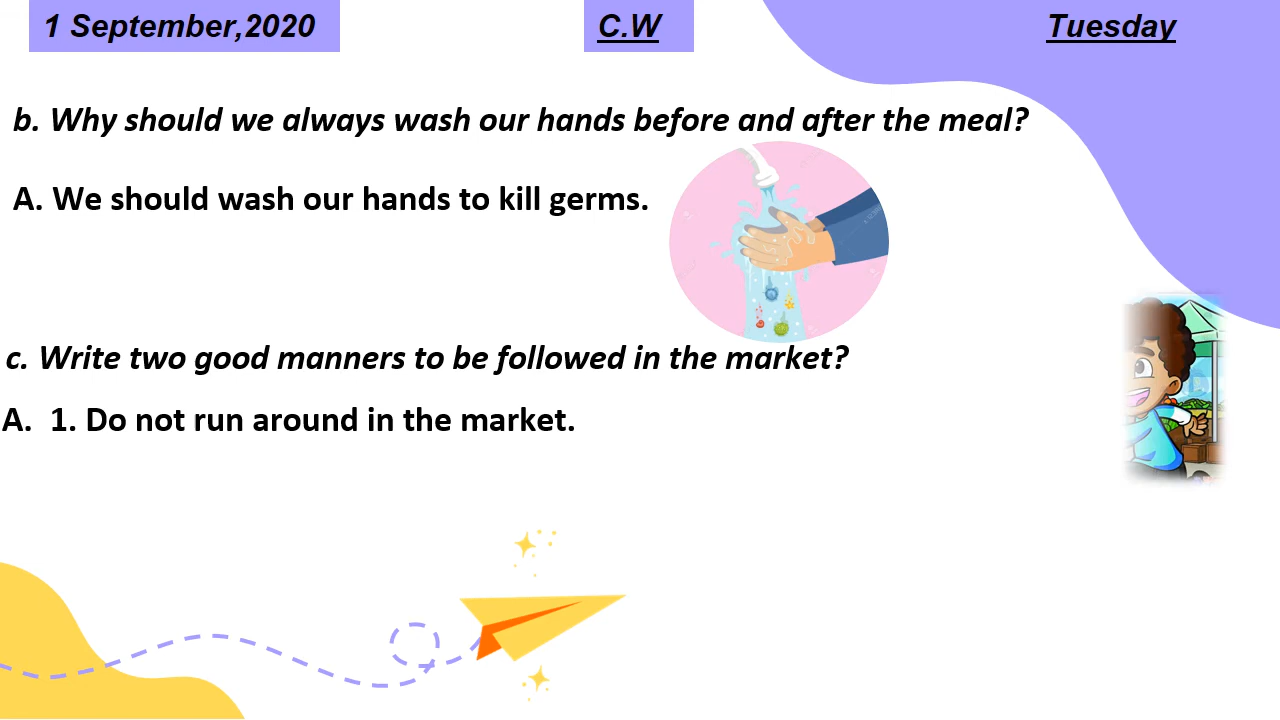 1 September,2020
C.W
Tuesday
b. Why should we always wash our hands before and after the meal?
A. We should wash our hands to kill germs.
c. Write two good manners to be followed in the market?
A. 1. Do not run around in the market.